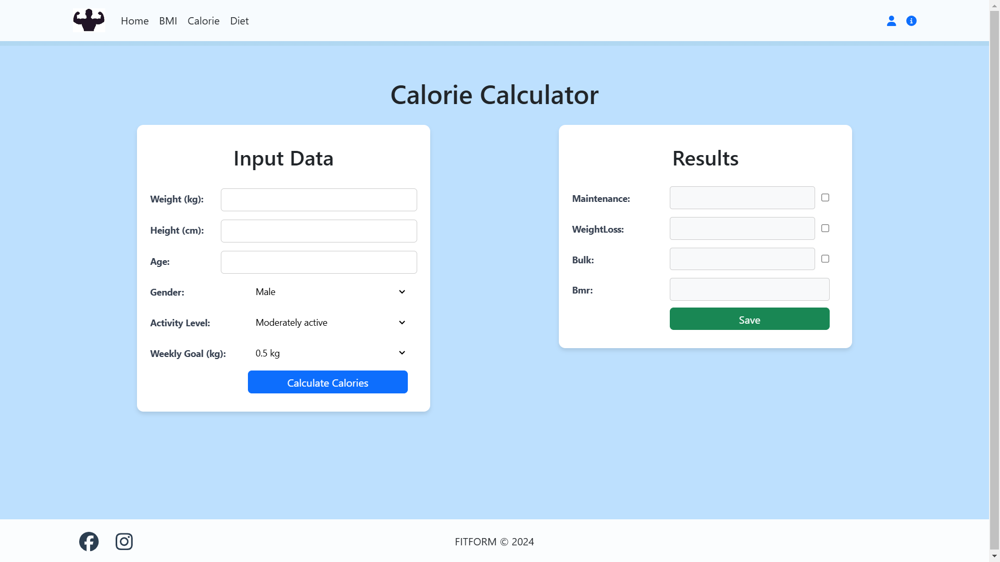 Home BMI Calorie Diet
Calorie Calculator
Input Data
Weight (kg):
Height (cm):
Age:
Gender: Male
Activity Level: Moderately active
Weekly Goal (kg): 0.5 kg
Calculate Calories
Results
Maintenance:
WeightLoss:
Bulk:
Bmr:
Save
FITFORM © 2024